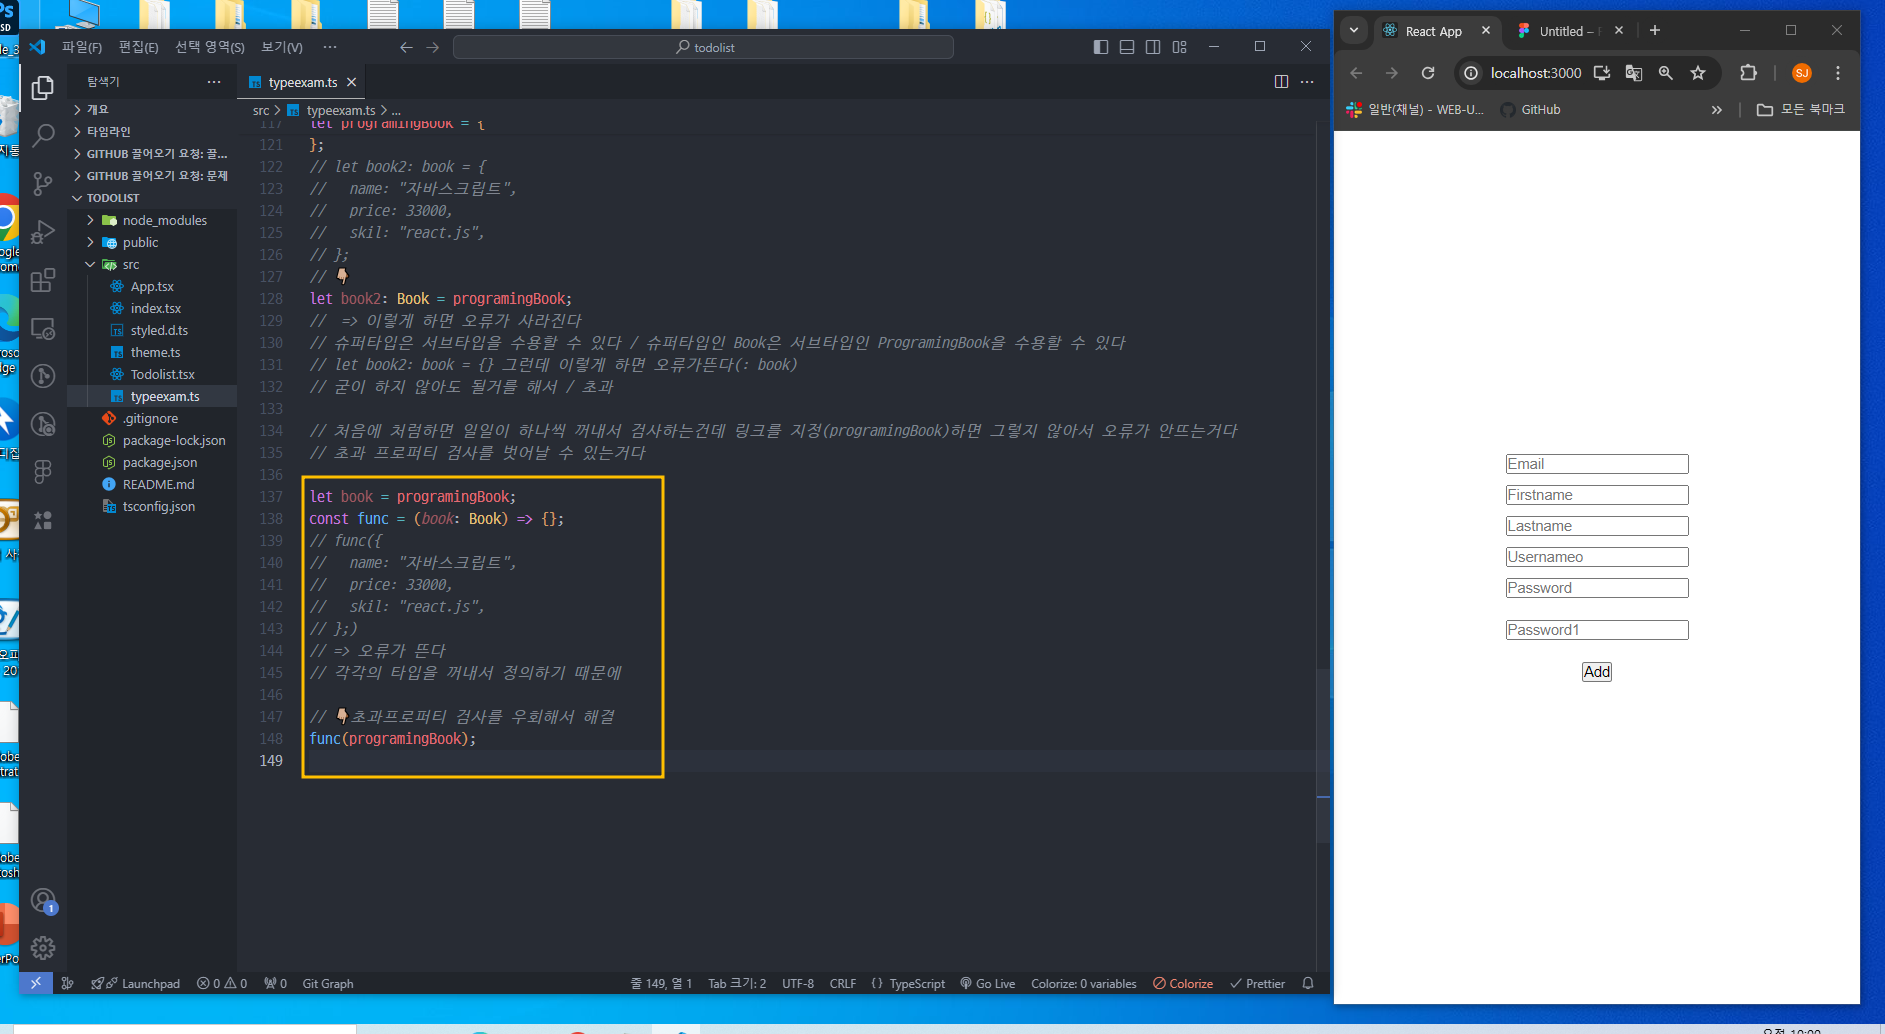 파일(F) 편집(E) 선택 영역(S) 보기(V) ··· todolist
탐색기 ···
개요
타임라인
GITHUB 끌어오기 요청: 끌...
GITHUB 끌어오기 요청: 문제
TODOLIST
node_modules
public
src
App.tsx
index.tsx
styled.d.ts
theme.ts
Todolist.tsx
typeexam.ts
.gitignore
package-lock.json
package.json
README.md
tsconfig.json
typeexam.ts
src > typeexam.ts > ...
117 let programingBook = {
121 };
122 // let book2: book = {
123 //   name: "자바스크립트",
124 //   price: 33000,
125 //   skil: "react.js",
126 // };
127 // 👇
128 let book2: Book = programingBook;
129 //  => 이렇게 하면 오류가 사라진다
130 // 슈퍼타입은 서브타입을 수용할 수 있다 / 슈퍼타입인 Book은 서브타입인 ProgramingBook을 수용할 수 있다
131 // let book2: book = {} 그런데 이렇게 하면 오류가뜬다(: book)
132 // 굳이 하지 않아도 될거를 해서 / 초과
133
134 // 처음에 처럼하면 일일이 하나씩 꺼내서 검사하는건데 링크를 지정(programingBook)하면 그렇지 않아서 오류가 안뜨는거다
135 // 초과 프로퍼티 검사를 벗어날 수 있는거다
136
137 let book = programingBook;
138 const func = (book: Book) => {};
139 // func({
140 //   name: "자바스크립트",
141 //   price: 33000,
142 //   skil: "react.js",
143 // };)
144 // => 오류가 뜬다
145 // 각각의 타입을 꺼내서 정의하기 때문에
146
147 // 👇초과프로퍼티 검사를 우회해서 해결
148 func(programingBook);
149
1
Launchpad 0 0 0 Git Graph 줄 149, 열 1 Tab 크기: 2 UTF-8 CRLF {} TypeScript Go Live Colorize: 0 variables Colorize Prettier
React App Untitled –
localhost:3000 SJ
일반(채널) - WEB-U... GitHub » 모든 북마크
Email
Firstname
Lastname
Usernameo
Password
Password1
Add